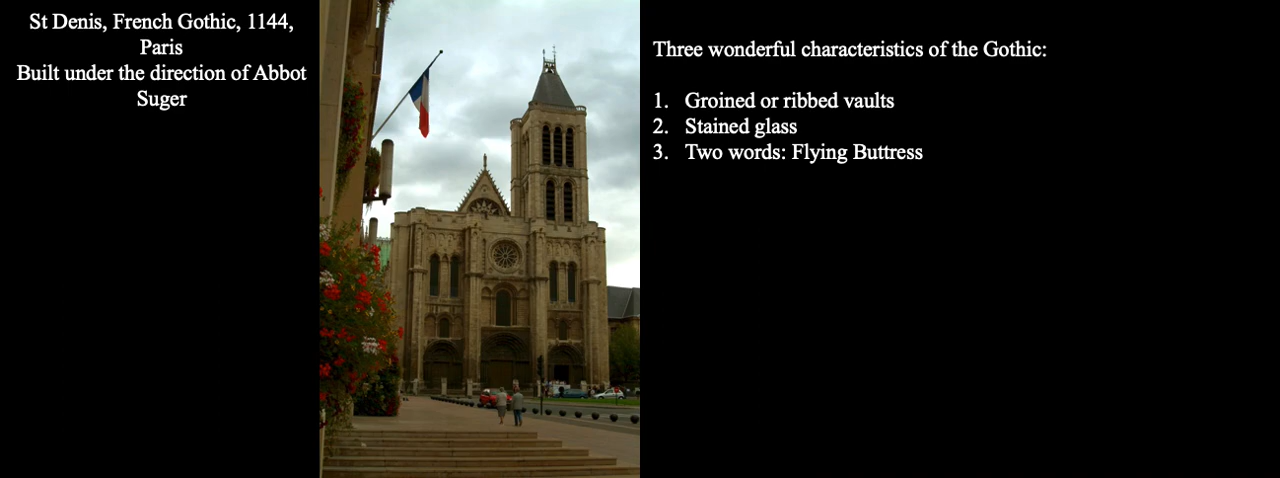 St Denis, French Gothic, 1144,
Paris
Built under the direction of Abbot
Suger
Three wonderful characteristics of the Gothic:
1. Groined or ribbed vaults
2. Stained glass
3. Two words: Flying Buttress